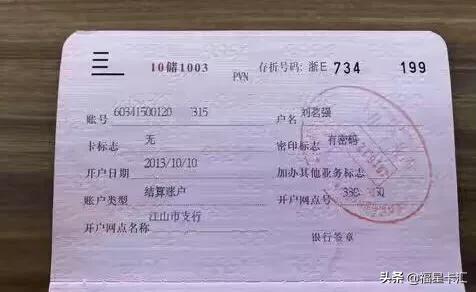 10储1003 存折号码: 浙E 734 199
PVN
账号 60341500120 315 户名 刘茗强
卡标志 无 密印标志 有密码
开户日期 2013/10/10 加办其他业务标志
账户类型 结算账户 开户网点号
开户网点名称 江山市支行
银行签章
头条 @福星卡汇